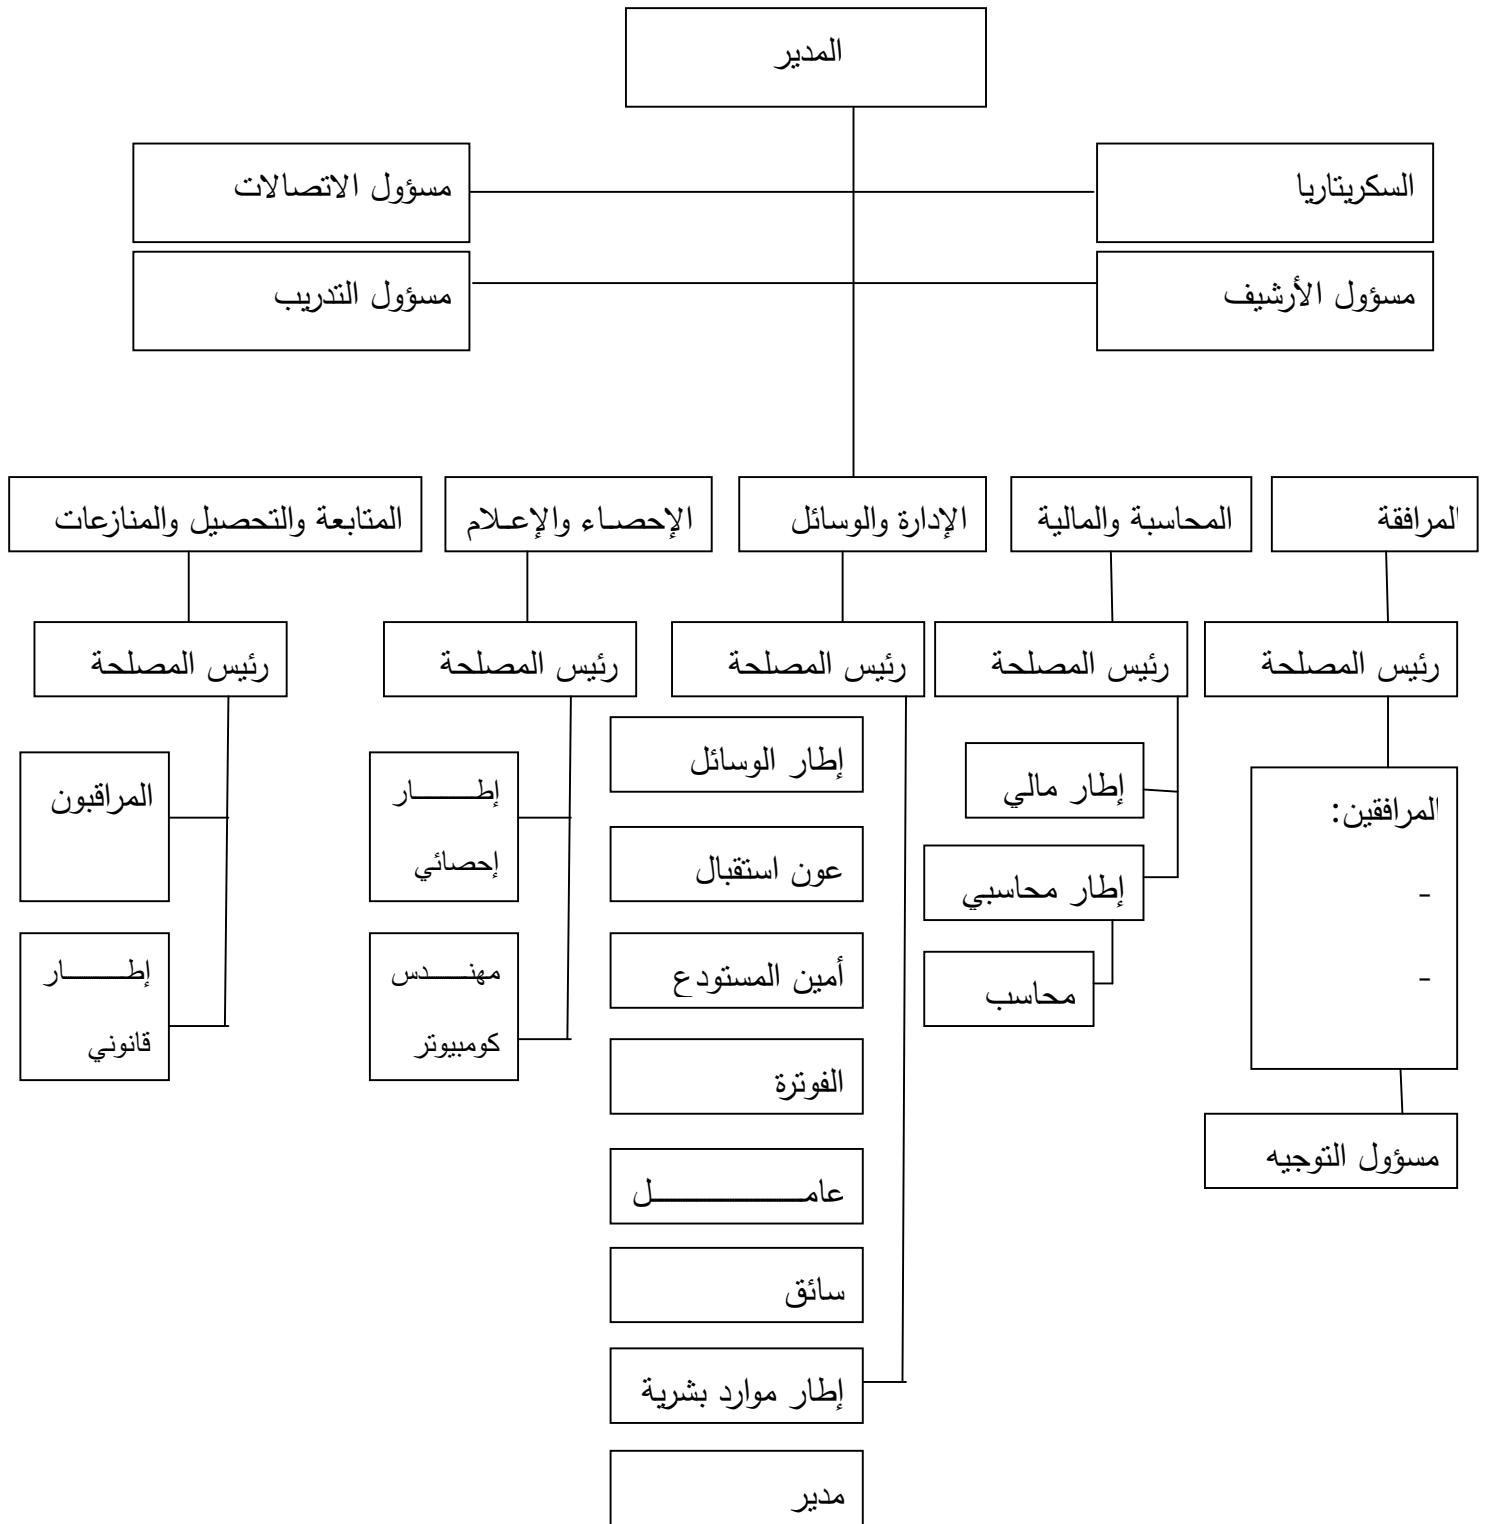 المدير
السكريتاريا
مسؤول الاتصالات
مسؤول الأرشيف
مسؤول التدريب
المرافقة
المحاسبة والمالية
الإدارة والوسائل
الإحصاء والإعلام
المتابعة والتحصيل والمنازعات
رئيس المصلحة
رئيس المصلحة
رئيس المصلحة
رئيس المصلحة
رئيس المصلحة
المرافقين:
-
-
مسؤول التوجيه
إطار مالي
إطار محاسبي
محاسب
إطار الوسائل
عون استقبال
أمين المستودع
الفوترة
عامل
سائق
إطار موارد بشرية
مدير
إطار
إحصائي
مهندس
كومبيوتر
المراقبون
إطار
قانوني